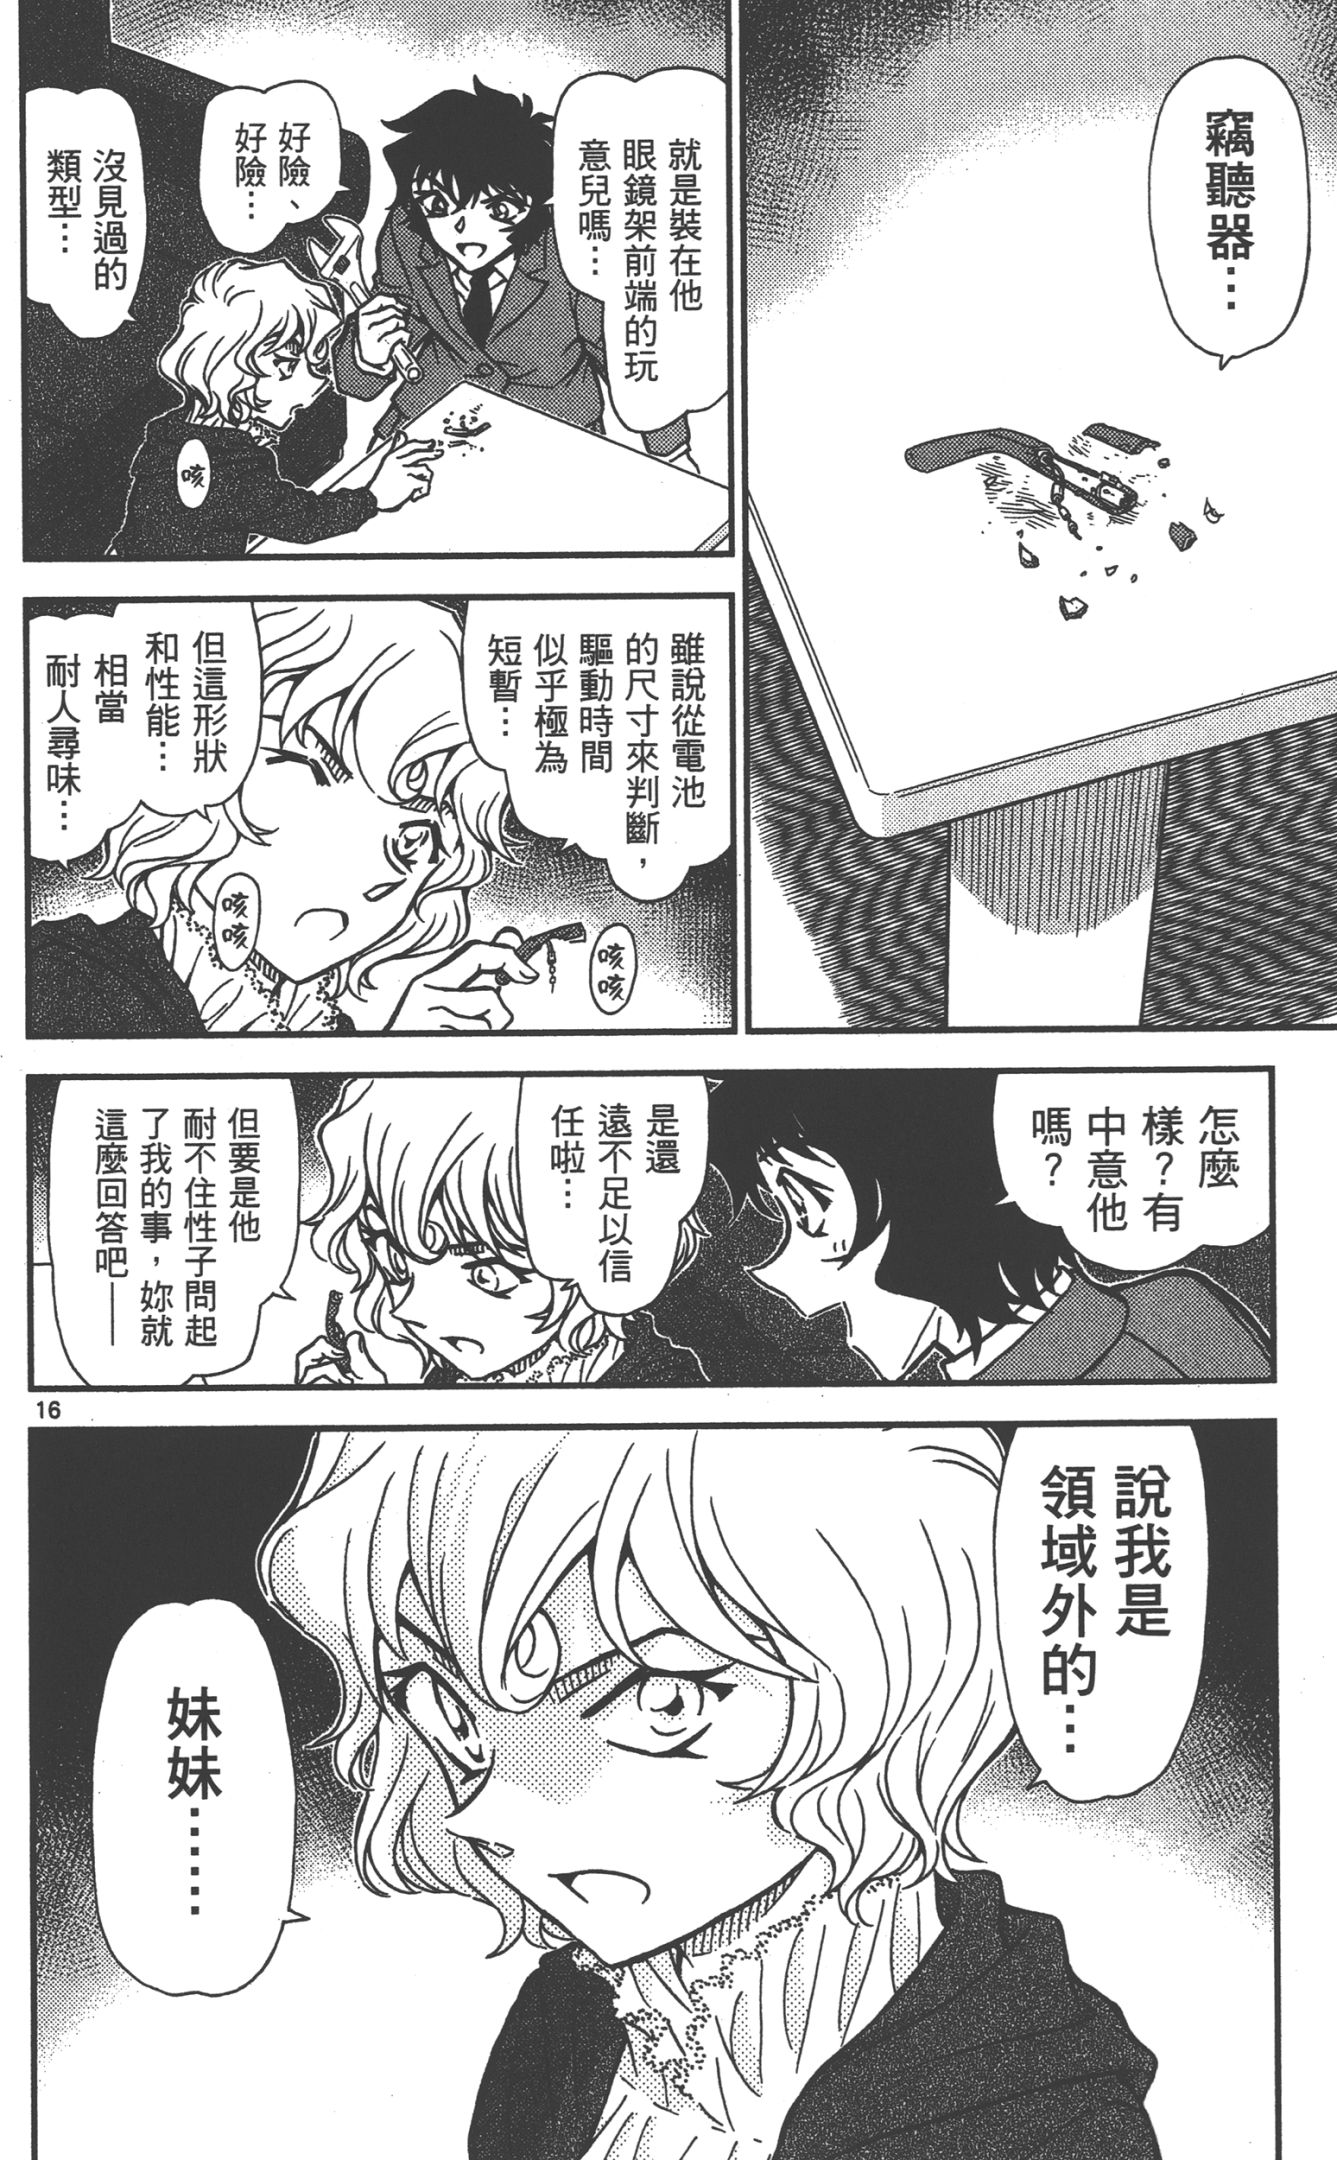 竊聽器…
就是裝在他
眼鏡架前端的玩
意兒嗎…
好險、
好險…
沒見過的
類型…
咳
雖說從電池
的尺寸來判斷，
驅動時間
似乎極為
短暫…
但這形狀
和性能…
相當
耐人尋味…
咳
咳
咳
咳
怎麼
樣？有
中意他
嗎？
是還
遠不足以信
任啦…
但要是他
耐不住性子問起
了我的事，妳就
這麼回答吧——
16
說我是
領域外的…
妹妹……